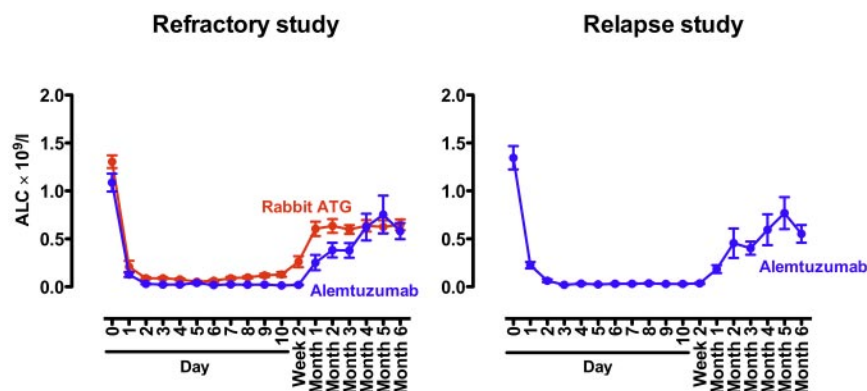 Refractory study
Relapse study
ALC × 10⁹/l
2.0
1.5
1.0
0.5
0.0
Rabbit ATG
Alemtuzumab
0
1
2
3
4
5
6
7
8
9
10
Week 2
Month 1
Month 2
Month 3
Month 4
Month 5
Month 6
Day
2.0
1.5
1.0
0.5
0.0
Alemtuzumab
0
1
2
3
4
5
6
7
8
9
10
Week 2
Month 1
Month 2
Month 3
Month 4
Month 5
Month 6
Day